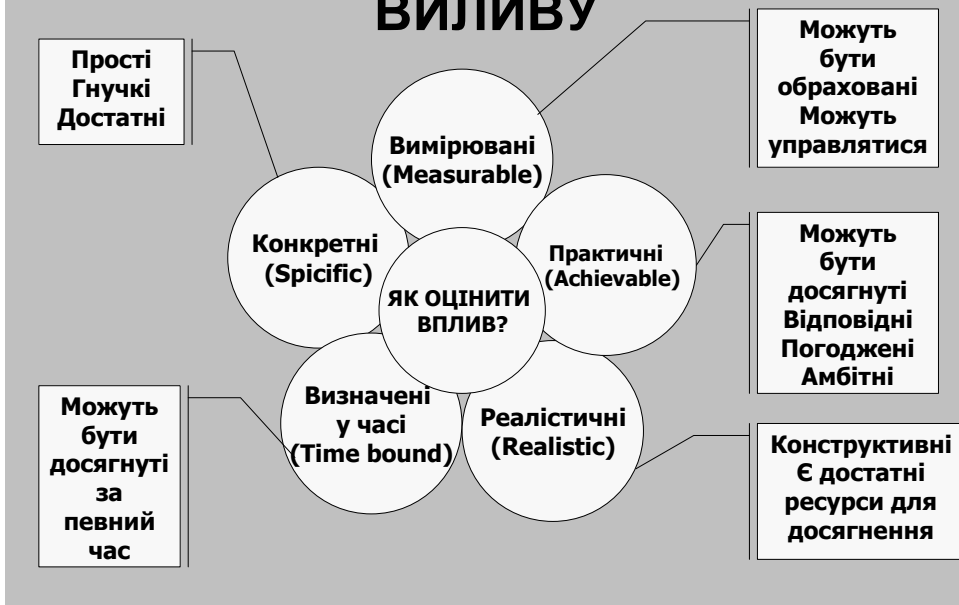 ВИЛИВУ
Прості
Гнучкі
Достатні
Вимірювані
(Measurable)
Можуть
бути
обраховані
Можуть
управлятися
Конкретні
(Spicific)
ЯК ОЦІНИТИ
ВПЛИВ?
Практичні
(Achievable)
Можуть
бути
досягнуті
Відповідні
Погоджені
Амбітні
Можуть
бути
досягнуті
за
певний
час
Визначені
у часі
(Time bound)
Реалістичні
(Realistic)
Конструктивні
Є достатні
ресурси для
досягнення